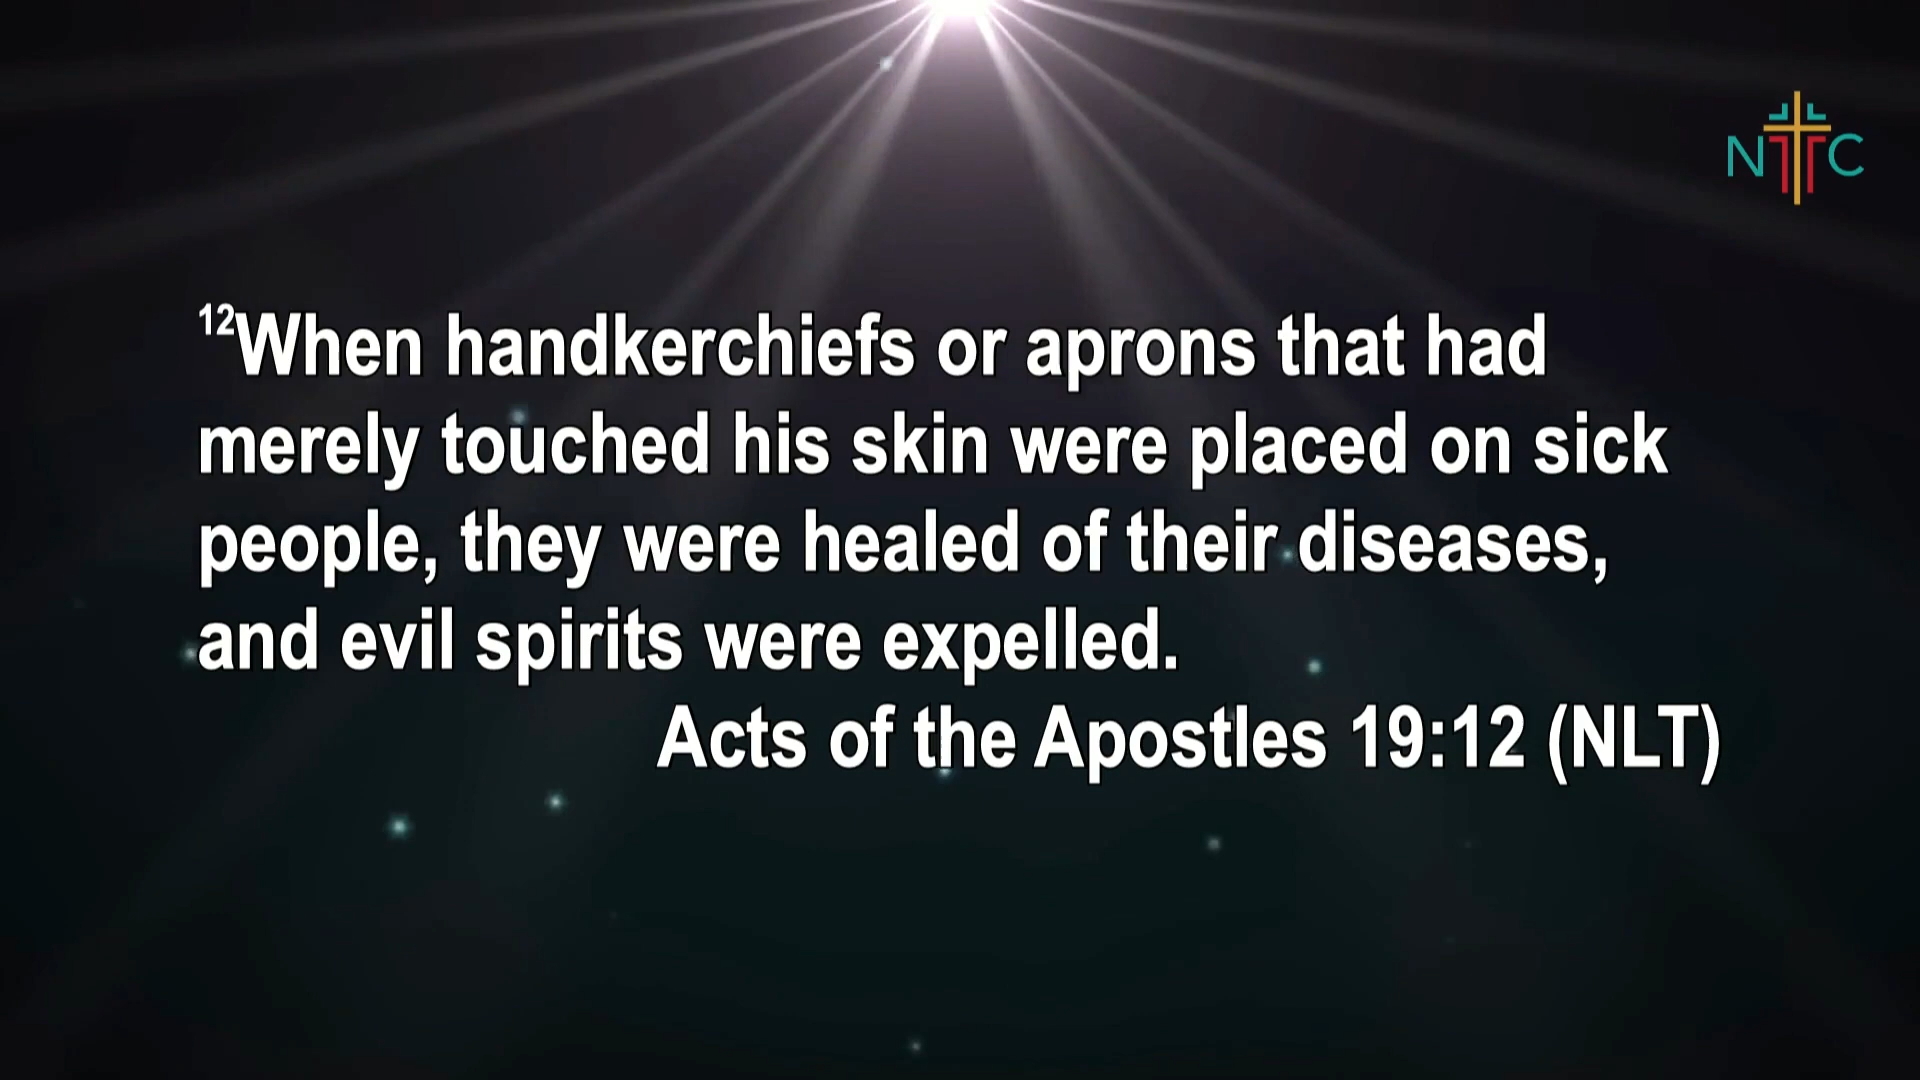 NTTC
12When handkerchiefs or aprons that had
merely touched his skin were placed on sick
people, they were healed of their diseases,
and evil spirits were expelled.
Acts of the Apostles 19:12 (NLT)